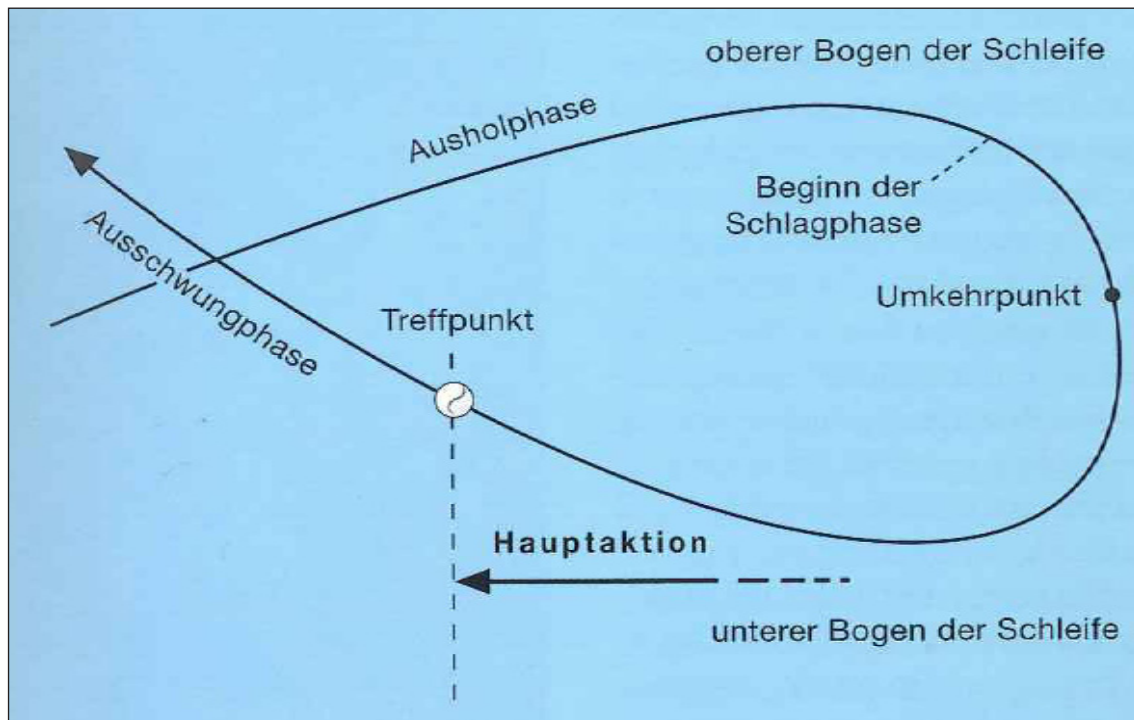 oberer Bogen der Schleife
Ausholphase
Beginn der
Schlagphase
Umkehrpunkt
Ausschwungphase
Treffpunkt
Hauptaktion
unterer Bogen der Schleife